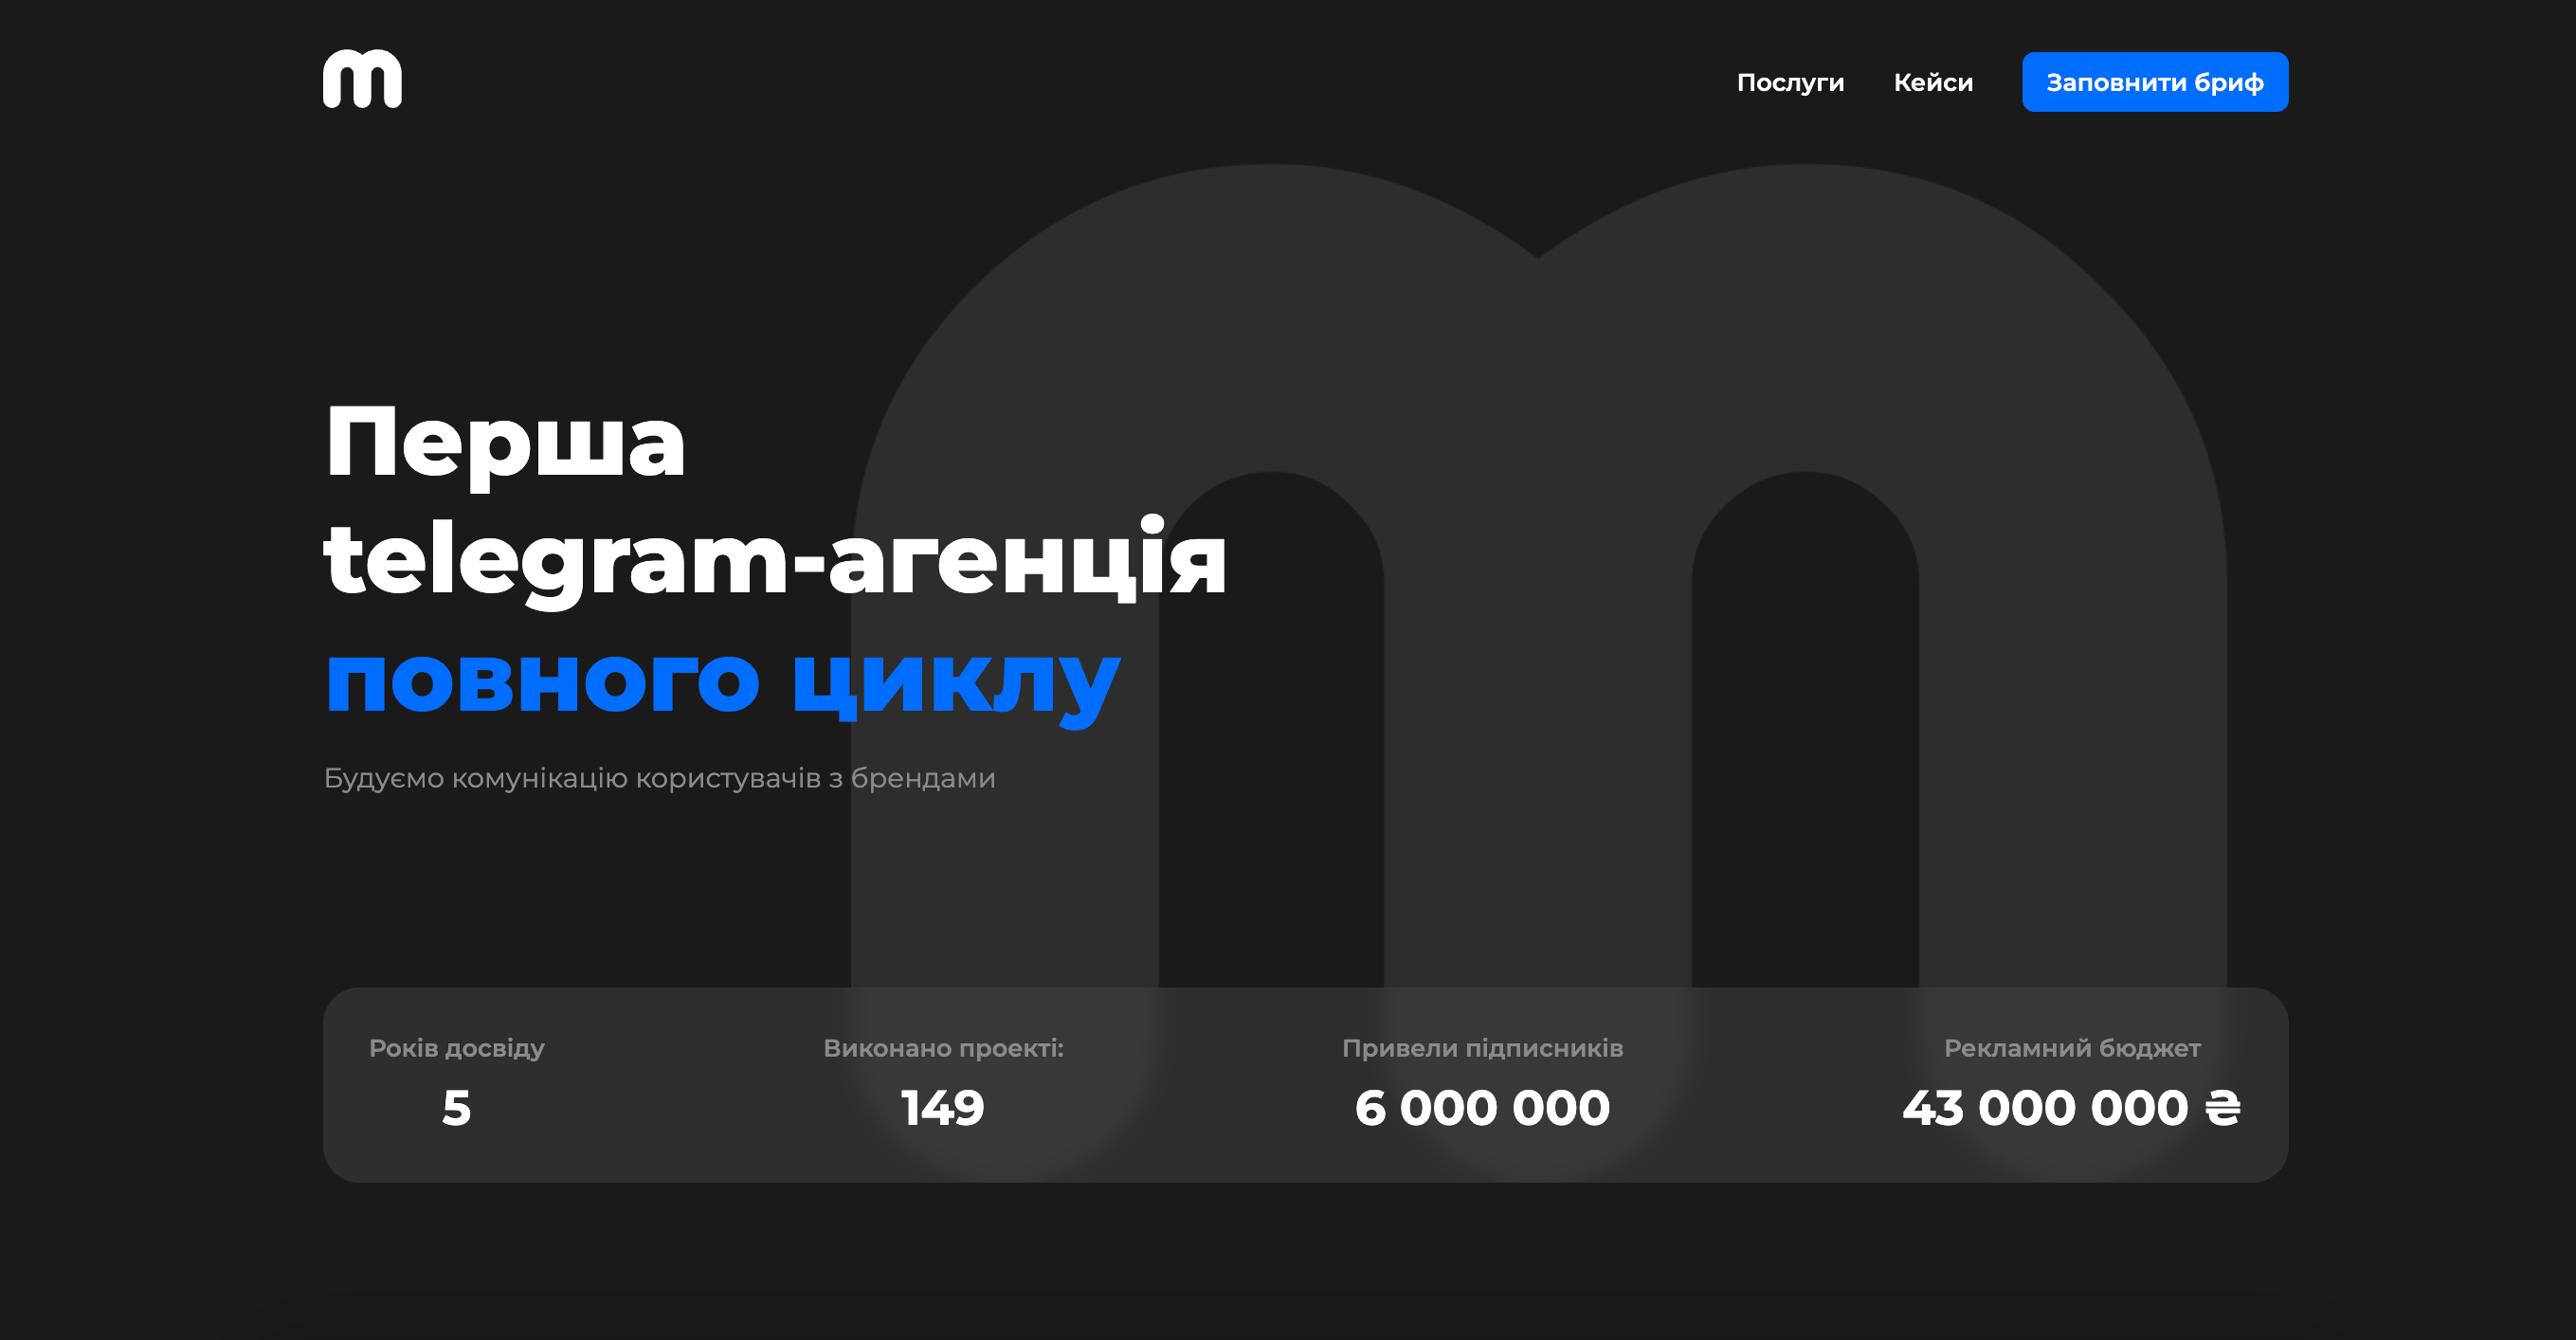 m
Послуги
Кейси
Заповнити бриф
Перша
telegram-агенція
повного циклу
Будуємо комунікацію користувачів з брендами
Років досвіду
5
Виконано проекті:
149
Привели підписників
6 000 000
Рекламний бюджет
43 000 000 ₴